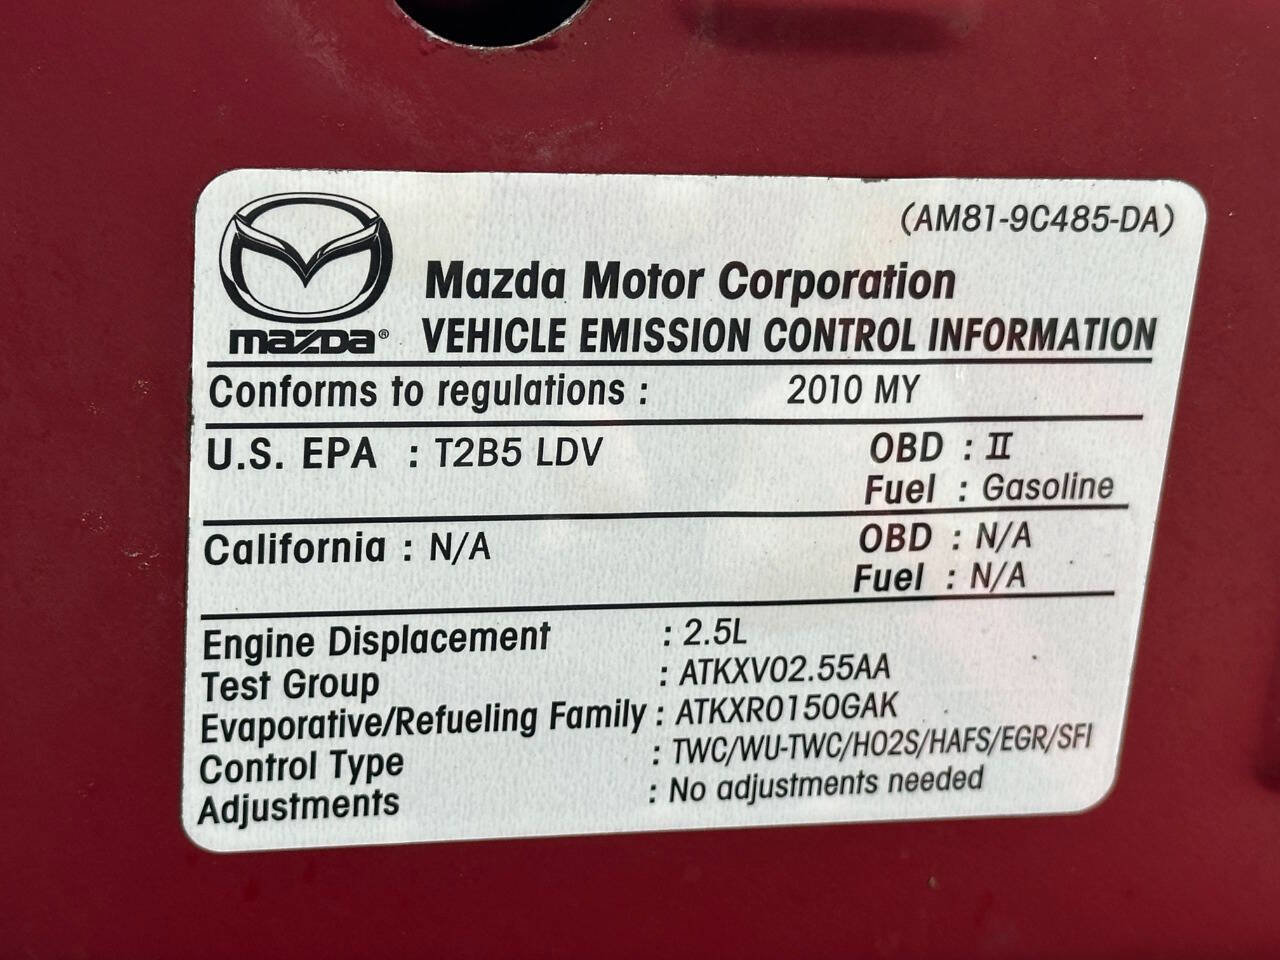 (AM81-9C485-DA)
mazda®
Mazda Motor Corporation
VEHICLE EMISSION CONTROL INFORMATION
Conforms to regulations : 2010 MY
U.S. EPA : T2B5 LDV OBD : II
Fuel : Gasoline
California : N/A OBD : N/A
Fuel : N/A
Engine Displacement : 2.5L
Test Group : ATKXV02.55AA
Evaporative/Refueling Family : ATKXR0150GAK
Control Type : TWC/WU-TWC/HO2S/HAFS/EGR/SFI
Adjustments : No adjustments needed